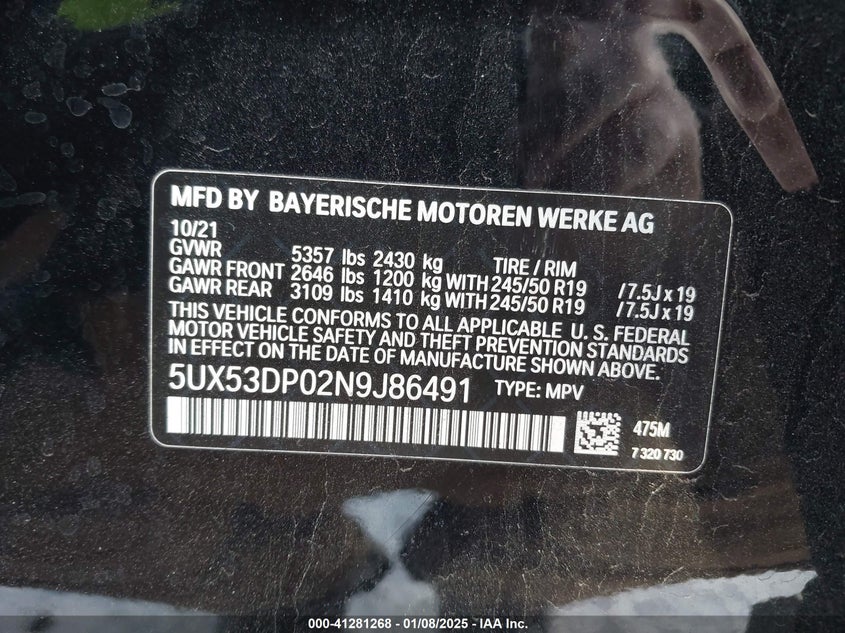 MFD BY BAYERISCHE MOTOREN WERKE AG
10/21
GVWR 5357 lbs 2430 kg TIRE / RIM
GAWR FRONT 2646 lbs 1200 kg WITH 245/50 R19 / 7.5J x 19
GAWR REAR 3109 lbs 1410 kg WITH 245/50 R19 / 7.5J x 19
THIS VEHICLE CONFORMS TO ALL APPLICABLE U. S. FEDERAL
MOTOR VEHICLE SAFETY AND THEFT PREVENTION STANDARDS
IN EFFECT ON THE DATE OF MANUFACTURE SHOWN ABOVE.
5UX53DP02N9J86491 TYPE: MPV
475M
7 320 730
000-41281268 - 01/08/2025 - IAA Inc.